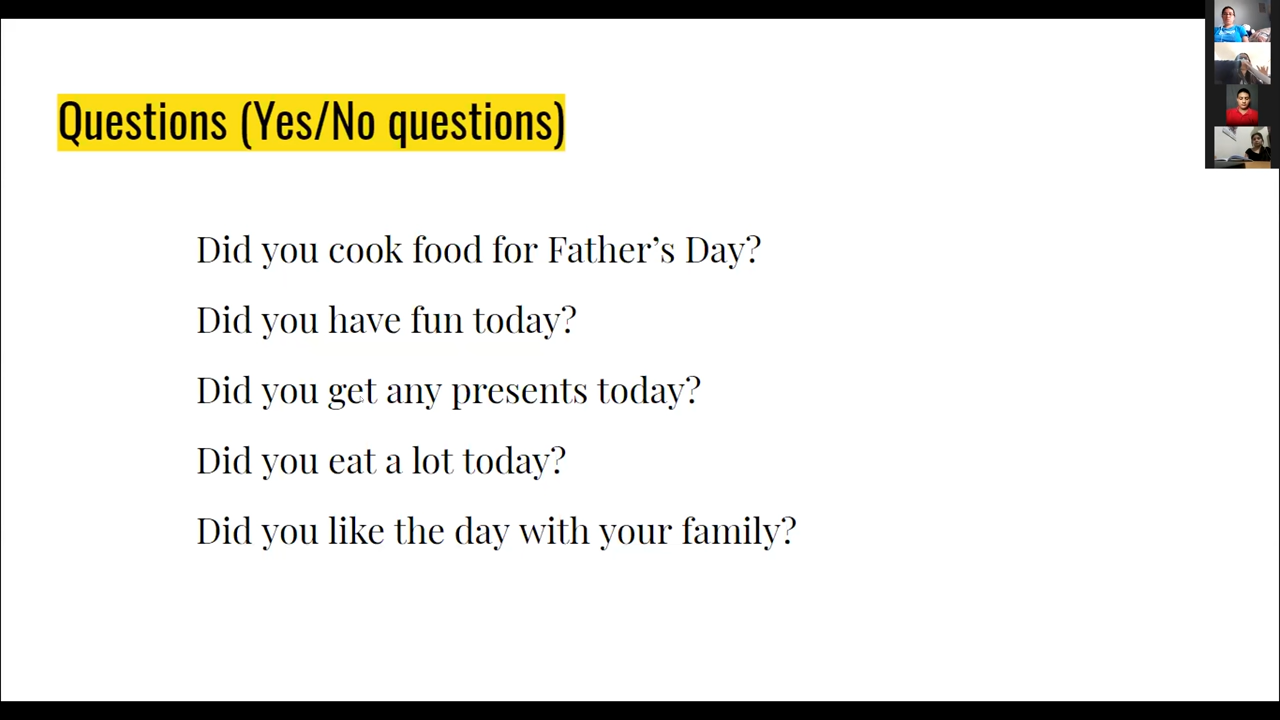 Questions (Yes/No questions)
Did you cook food for Father’s Day?
Did you have fun today?
Did you get any presents today?
Did you eat a lot today?
Did you like the day with your family?